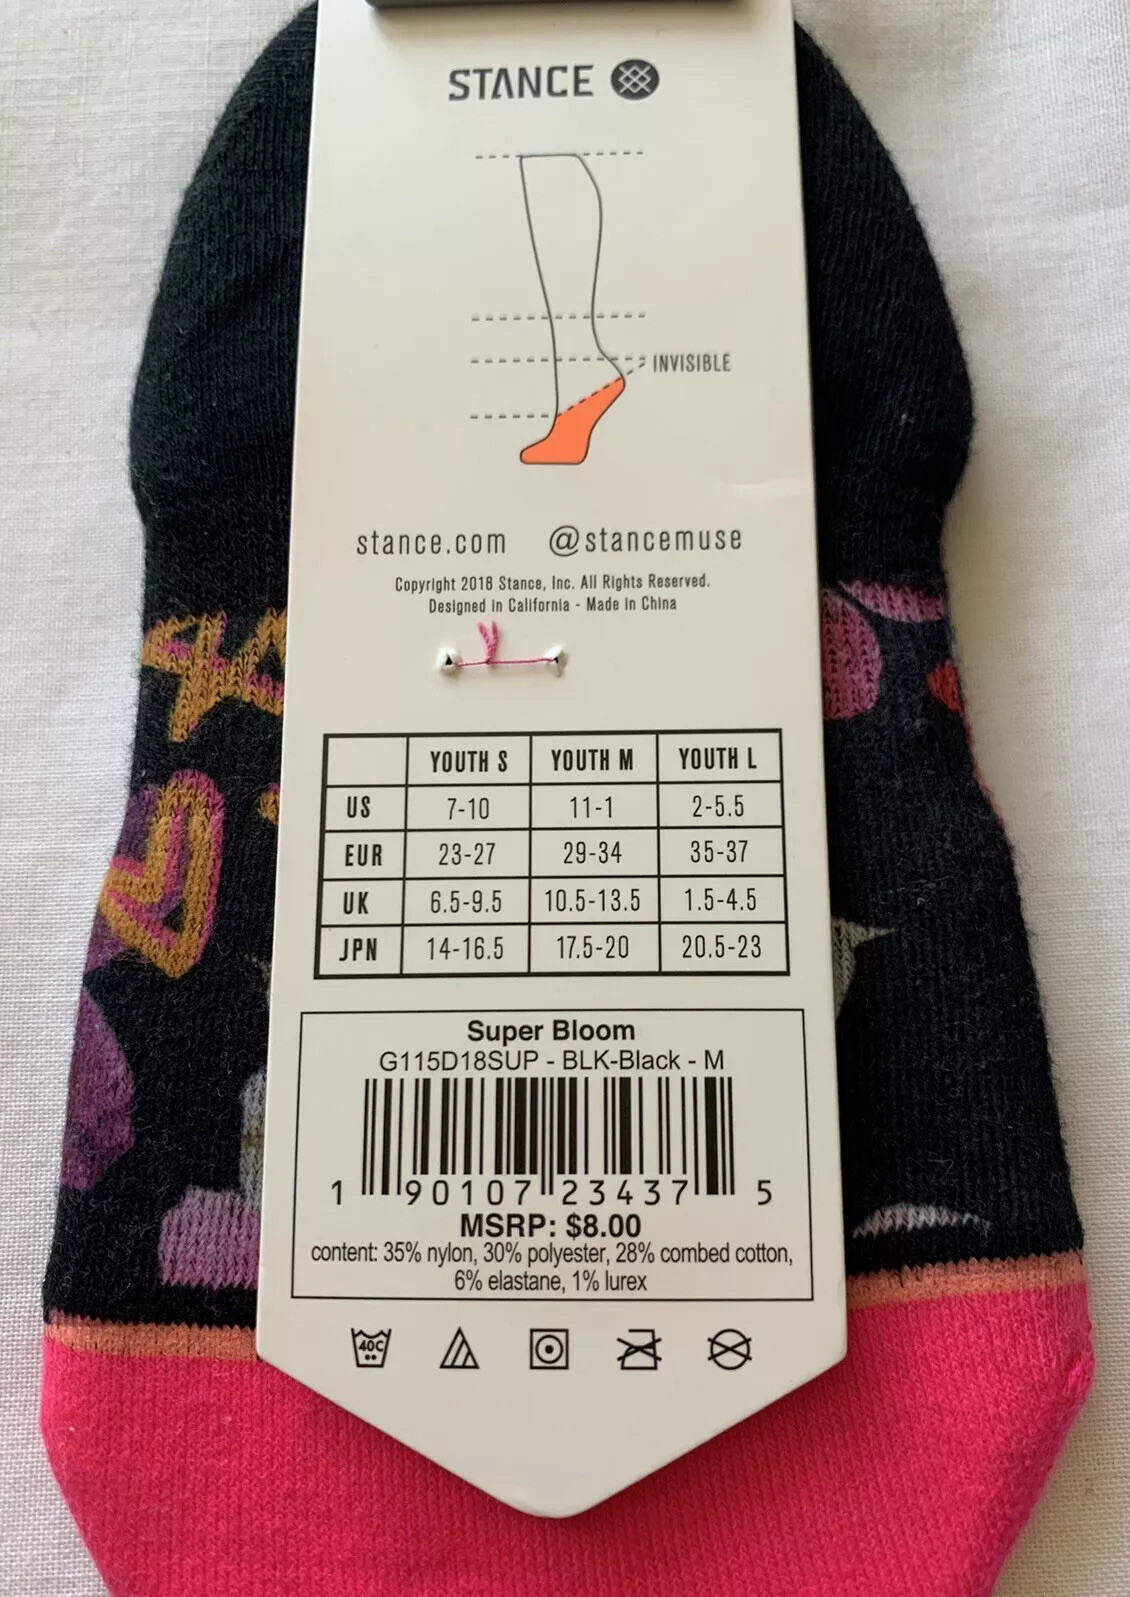 STANCE
INVISIBLE
stance.com @stancemuse
Copyright 2018 Stance, Inc. All Rights Reserved.
Designed in California - Made in China
YOUTH S YOUTH M YOUTH L
US 7-10 11-1 2-5.5
EUR 23-27 29-34 35-37
UK 6.5-9.5 10.5-13.5 1.5-4.5
JPN 14-16.5 17.5-20 20.5-23
Super Bloom
G115D18SUP - BLK-Black - M
1 90107 23437 5
MSRP: $8.00
content: 35% nylon, 30% polyester, 28% combed cotton,
6% elastane, 1% lurex
40C